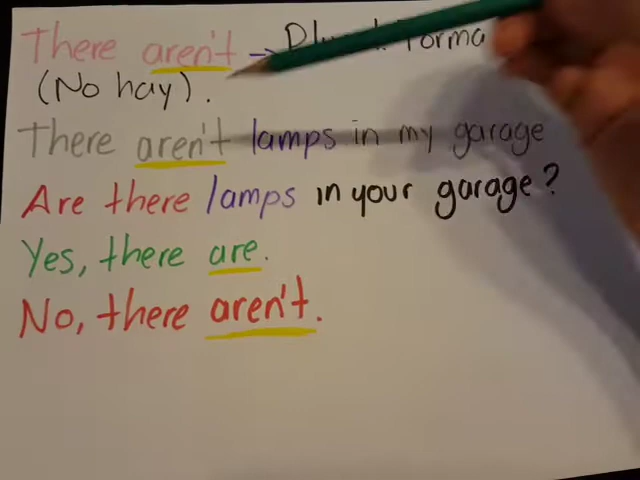 There aren't → Forma
(No hay).
There aren't lamps in my garage
Are there lamps in your garage?
Yes, there are.
No, there aren't.